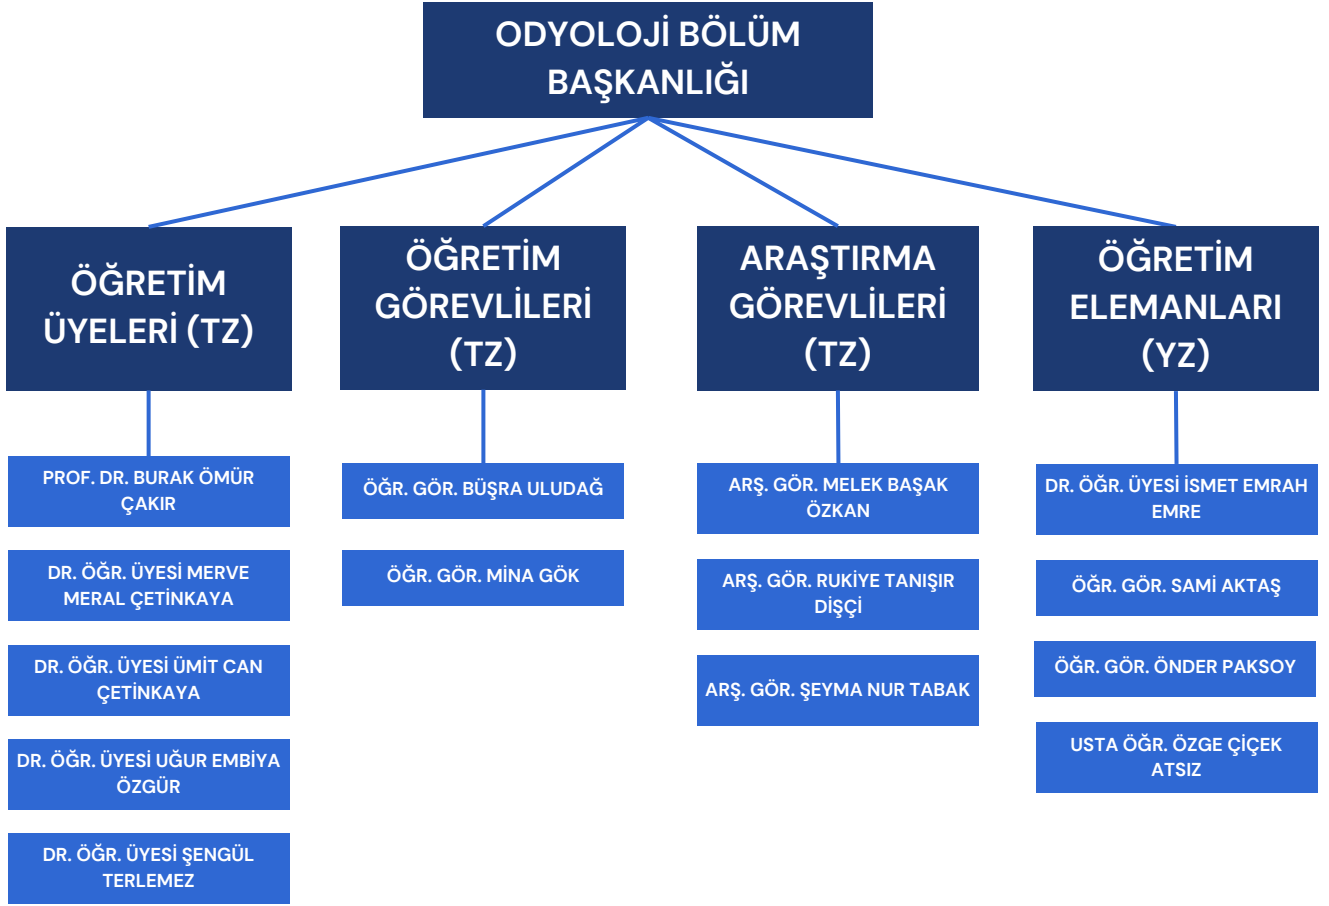 ODYOLOJİ BÖLÜM
BAŞKANLIĞI
ÖĞRETİM
ÜYELERİ (TZ)
PROF. DR. BURAK ÖMÜR
ÇAKIR
DR. ÖĞR. ÜYESİ MERVE
MERAL ÇETİNKAYA
DR. ÖĞR. ÜYESİ ÜMİT CAN
ÇETİNKAYA
DR. ÖĞR. ÜYESİ UĞUR EMBİYA
ÖZGÜR
DR. ÖĞR. ÜYESİ ŞENGÜL
TERLEMEZ
ÖĞRETİM
GÖREVLİLERİ
(TZ)
ÖĞR. GÖR. BÜŞRA ULUDAĞ
ÖĞR. GÖR. MİNA GÖK
ARAŞTIRMA
GÖREVLİLERİ
(TZ)
ARŞ. GÖR. MELEK BAŞAK
ÖZKAN
ARŞ. GÖR. RUKİYE TANIŞIR
DİŞÇİ
ARŞ. GÖR. ŞEYMA NUR TABAK
ÖĞRETİM
ELEMANLARI
(YZ)
DR. ÖĞR. ÜYESİ İSMET EMRAH
EMRE
ÖĞR. GÖR. SAMİ AKTAŞ
ÖĞR. GÖR. ÖNDER PAKSOY
USTA ÖĞR. ÖZGE ÇİÇEK
ATSIZ